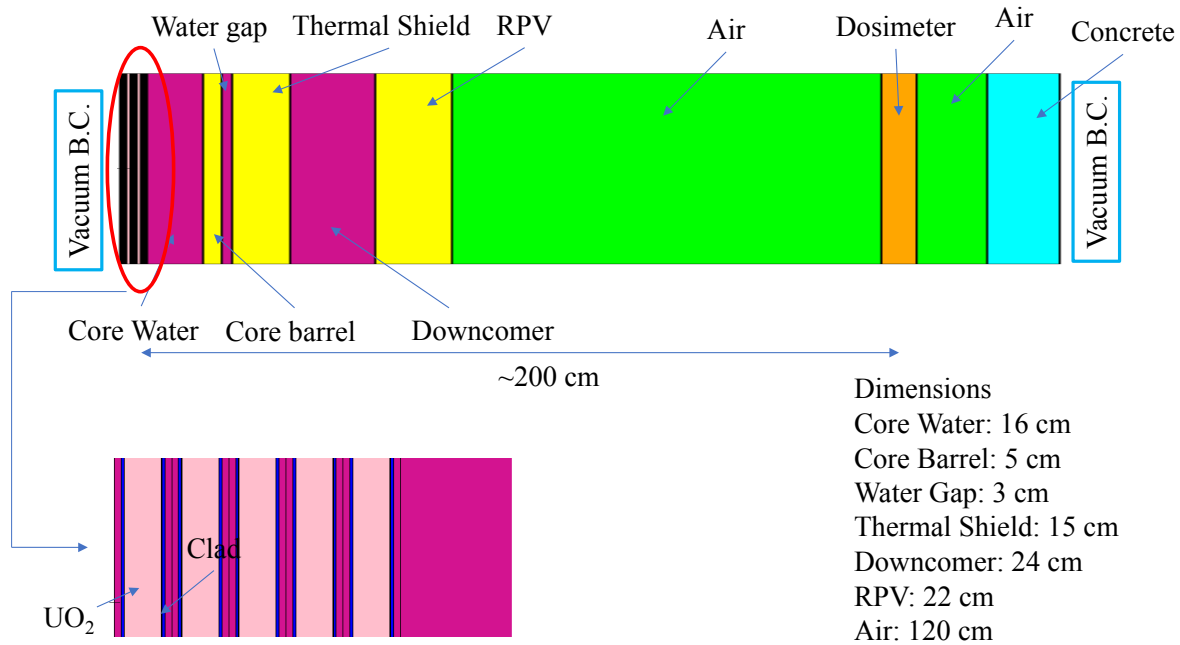 Water gap
Thermal Shield
RPV
Air
Dosimeter
Air
Concrete
Vacuum B.C.
Vacuum B.C.
Core Water
Core barrel
Downcomer
~200 cm
Dimensions
Core Water: 16 cm
Core Barrel: 5 cm
Water Gap: 3 cm
Thermal Shield: 15 cm
Downcomer: 24 cm
RPV: 22 cm
Air: 120 cm
Clad
UO₂